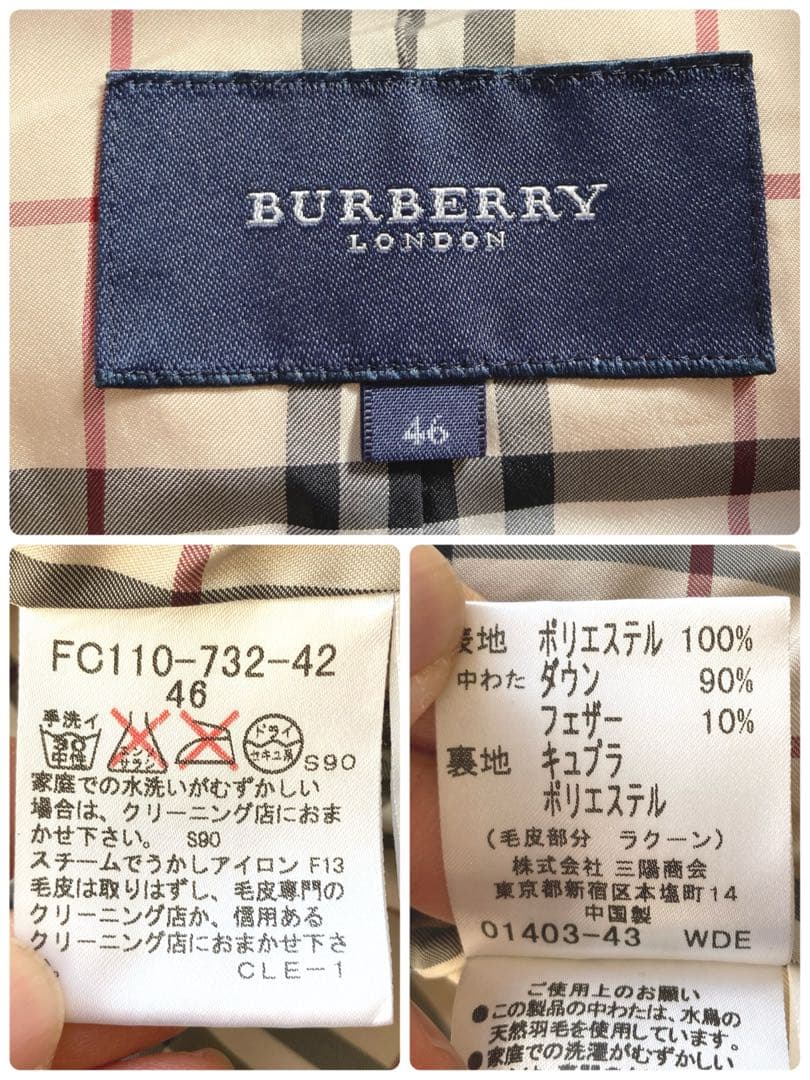 BURBERRY
LONDON
46
FC110-732-42
46
手洗イ
30
中性
エンソ
サラシ
ドライ
セキユ系
S90
家庭での水洗いがむずかしい
場合は、クリーニング店におま
かせ下さい。 S90
スチームでうかしアイロン F13
毛皮は取りはずし、毛皮専門の
クリーニング店か、信用ある
クリーニング店におまかせ下さ
CLE-1
表地 ポリエステル 100%
中わた ダウン 90%
フェザー 10%
裏地 キュプラ
ポリエステル
(毛皮部分 ラクーン)
株式会社 三陽商会
東京都新宿区本塩町14
中国製
01403-43 WDE
ご使用上のお願い
●この製品の中わたは、水鳥の
天然羽毛を使用しています。
●家庭での洗濯がむずかしい